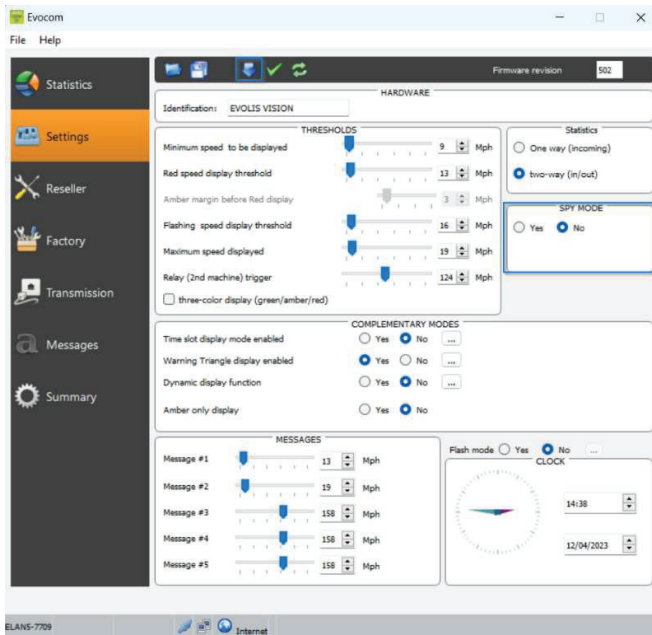 Evocom
File Help
Statistics
Settings
Reseller
Factory
Transmission
Messages
Summary
Firmware revision 502
HARDWARE
Identification: EVOLIS VISION
THRESHOLDS
Minimum speed to be displayed 9 Mph
Red speed display threshold 13 Mph
Amber margin before Red display 3 Mph
Flashing speed display threshold 16 Mph
Maximum speed displayed 19 Mph
Relay (2nd machine) trigger 124 Mph
three-color display (green/amber/red)
Statistics
One way (incoming)
two-way (in/out)
SPY MODE
Yes No
COMPLEMENTARY MODES
Time slot display mode enabled Yes No ...
Warning Triangle display enabled Yes No ...
Dynamic display function Yes No ...
Amber only display Yes No
MESSAGES
Message #1 13 Mph
Message #2 19 Mph
Message #3 158 Mph
Message #4 158 Mph
Message #5 158 Mph
Flash mode Yes No ...
CLOCK
14:38
12/04/2023
ELAN5-7709 Internet